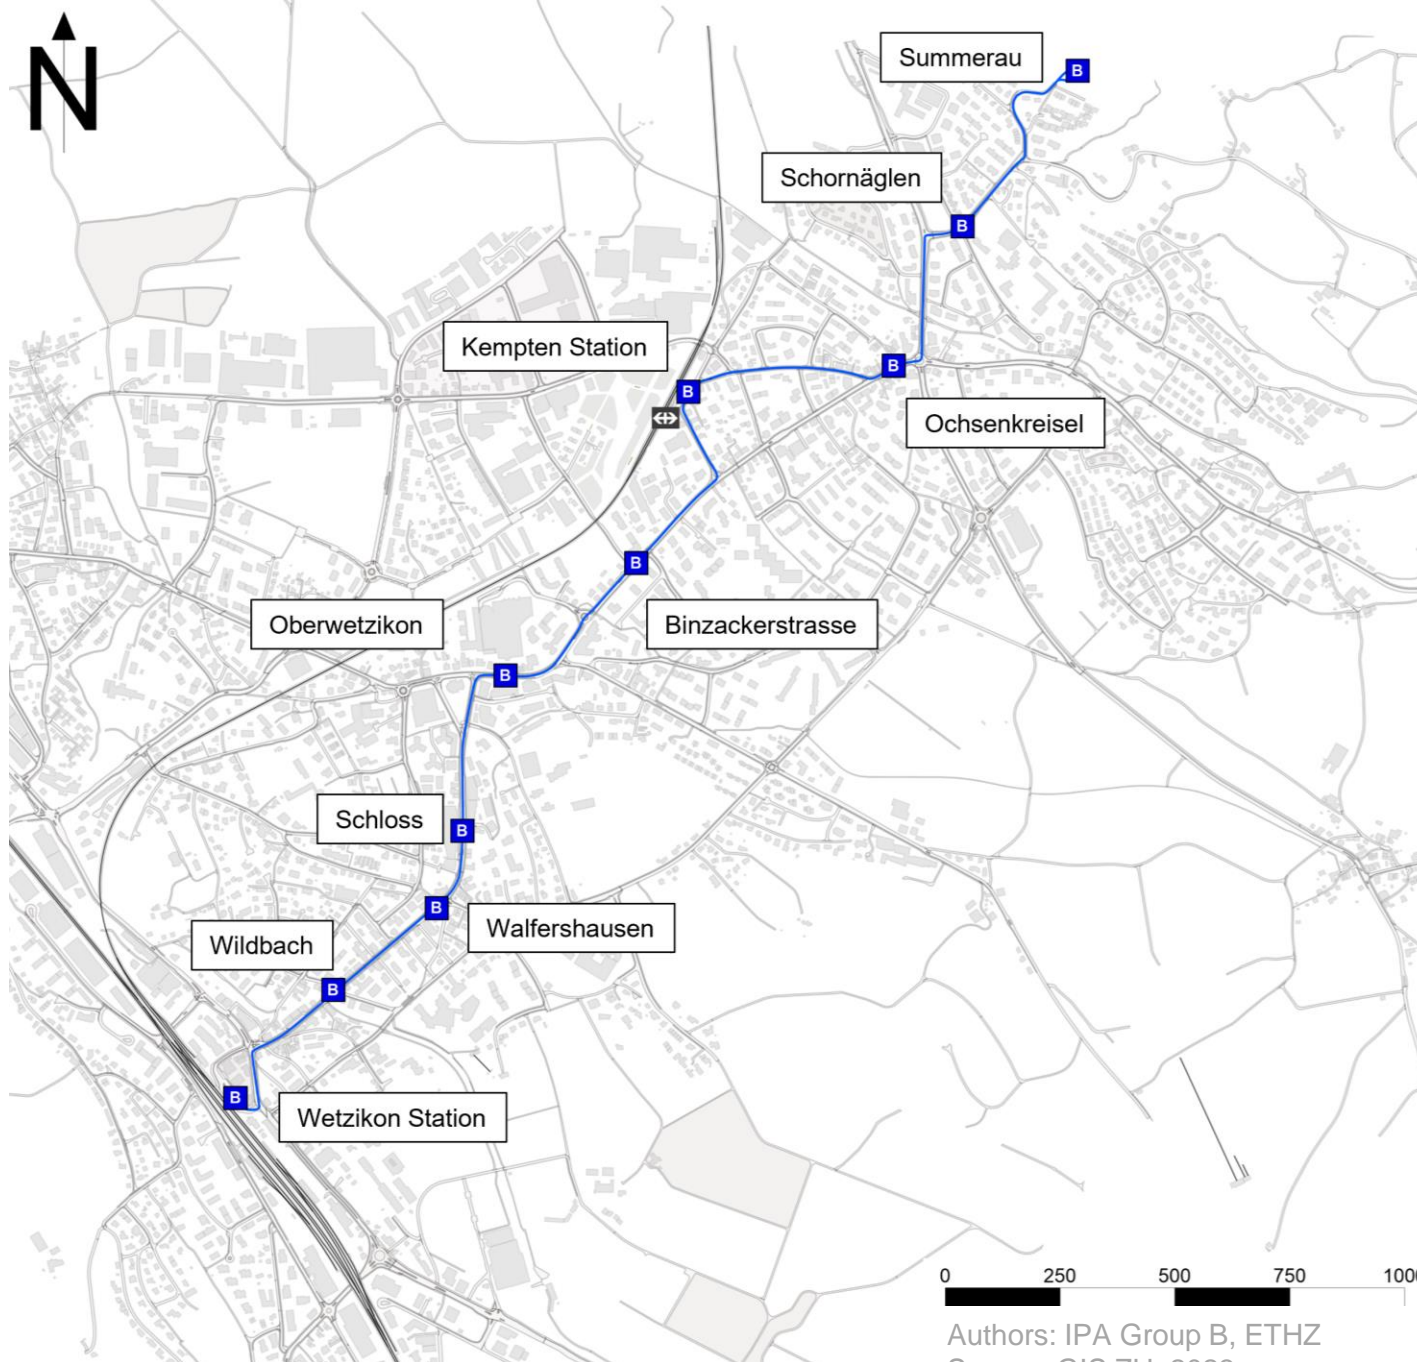 N
Summerau
B
Schornäglen
B
Kempten Station
B
B
Ochsenkreisel
B
Oberwetzikon
Binzackerstrasse
B
Schloss
B
B
Walfershausen
Wildbach
B
B
Wetzikon Station
0 250 500 750
Authors: IPA Group B, ETHZ